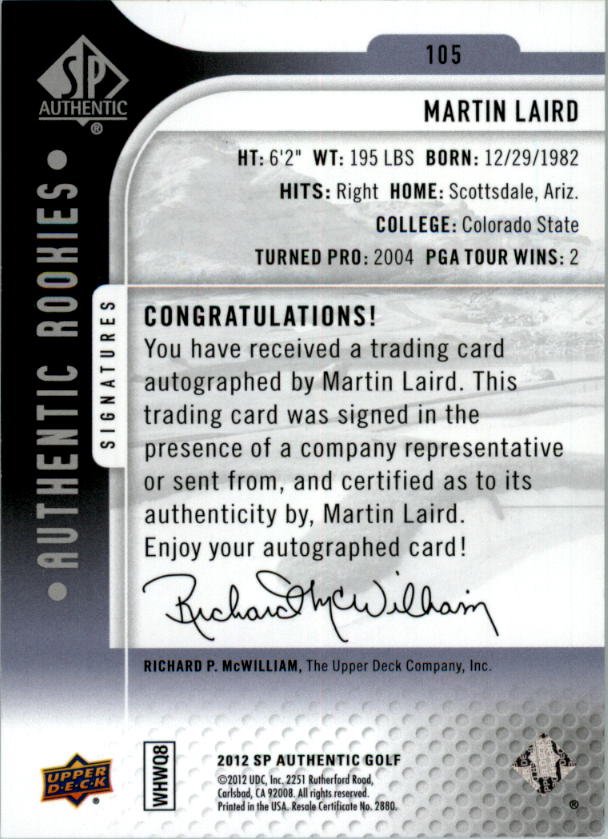 105
SP
AUTHENTIC
®
MARTIN LAIRD
HT: 6'2" WT: 195 LBS BORN: 12/29/1982
HITS: Right HOME: Scottsdale, Ariz.
COLLEGE: Colorado State
TURNED PRO: 2004 PGA TOUR WINS: 2
• AUTHENTIC ROOKIES •
SIGNATURES
CONGRATULATIONS!
You have received a trading card
autographed by Martin Laird. This
trading card was signed in the
presence of a company representative
or sent from, and certified as to its
authenticity by, Martin Laird.
Enjoy your autographed card!
Richard McWilliam
RICHARD P. McWILLIAM, The Upper Deck Company, Inc.
UPPER
D·E·C·K
®
WHWQ8
2012 SP AUTHENTIC GOLF
©2012 UDC, Inc. 2251 Rutherford Road,
Carlsbad, CA 92008. All rights reserved.
Printed in the USA. Resale Certificate No. 2880.
®